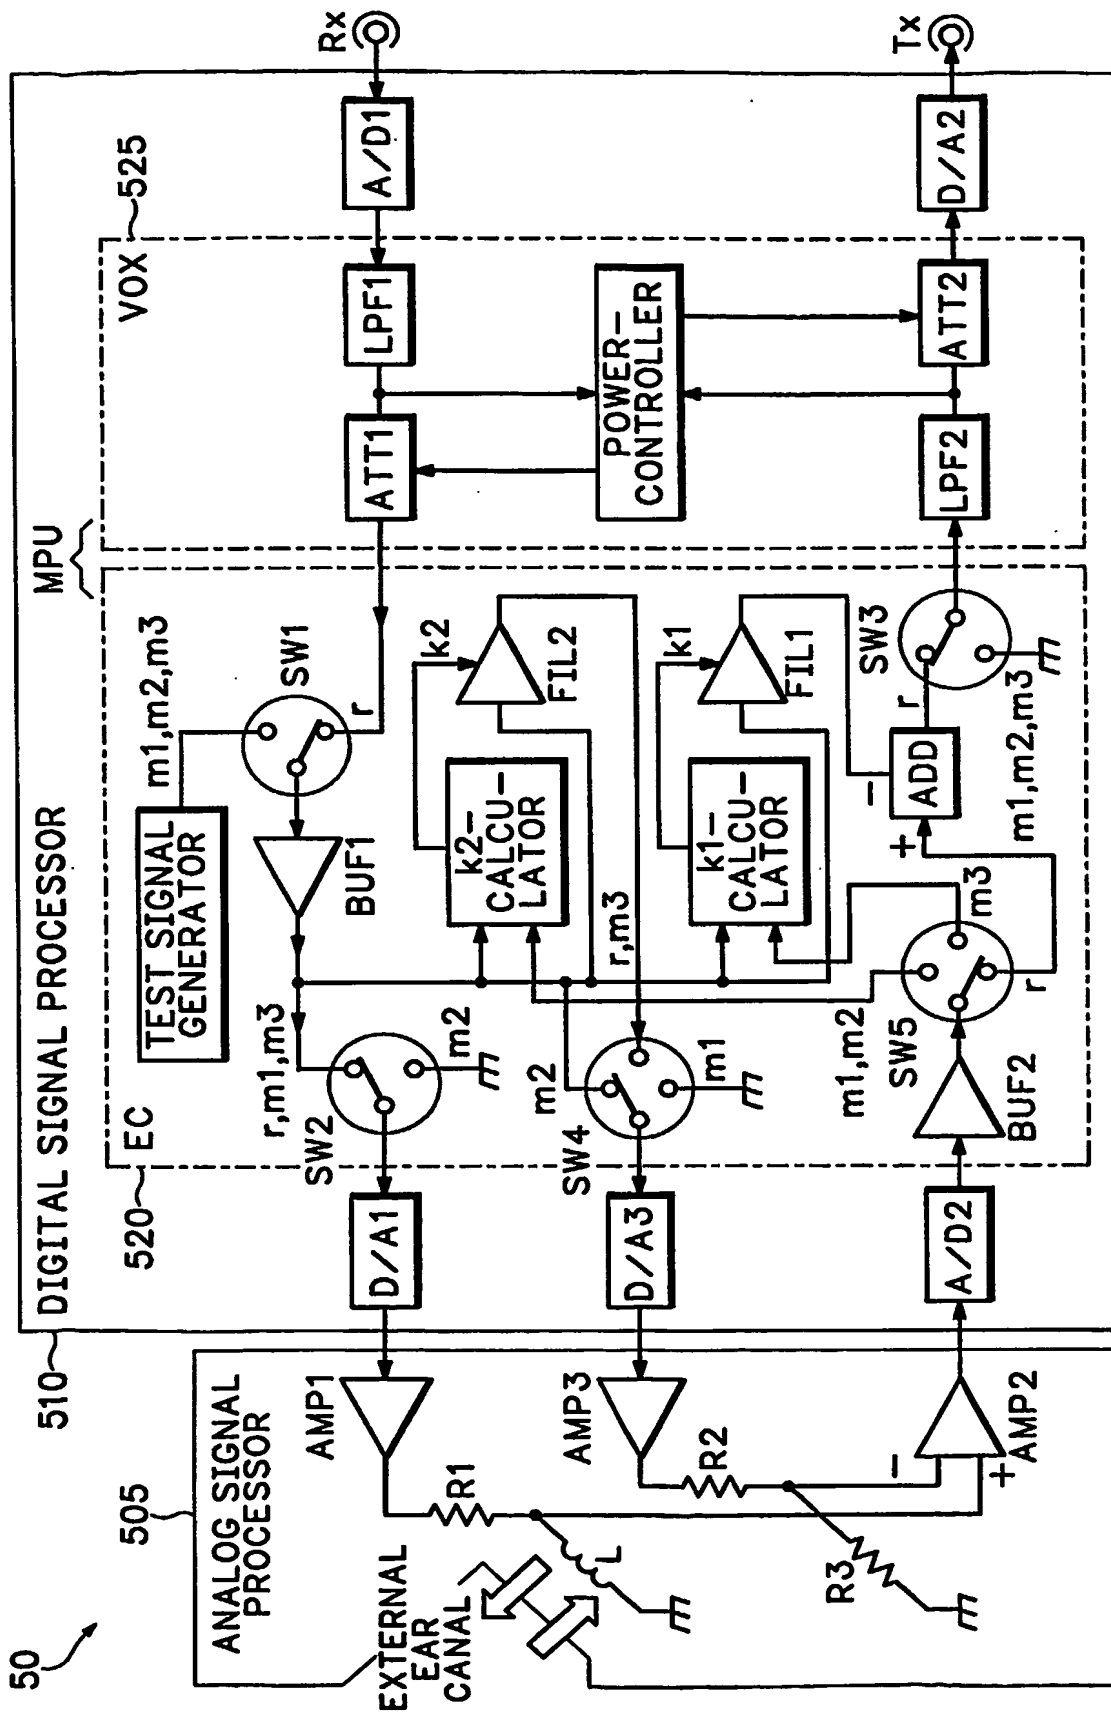 50
505
ANALOG SIGNAL
PROCESSOR
EXTERNAL
EAR
CANAL
AMP1
R1
L
AMP3
R2
R3
-
+
AMP2
510
DIGITAL SIGNAL PROCESSOR
MPU
520
EC
TEST SIGNAL
GENERATOR
m1,m2,m3
SW1
r
BUF1
r,m1,m3
SW2
m2
D/A1
k2-
CALCU-
LATOR
k2
FIL2
r,m3
m2
SW4
m1
D/A3
k1-
CALCU-
LATOR
k1
FIL1
m1,m2
SW5
m3
r
BUF2
A/D2
+
-
ADD
r
SW3
m1,m2,m3
VOX
525
ATT1
LPF1
A/D1
Rx
POWER-
CONTROLLER
LPF2
ATT2
D/A2
Tx